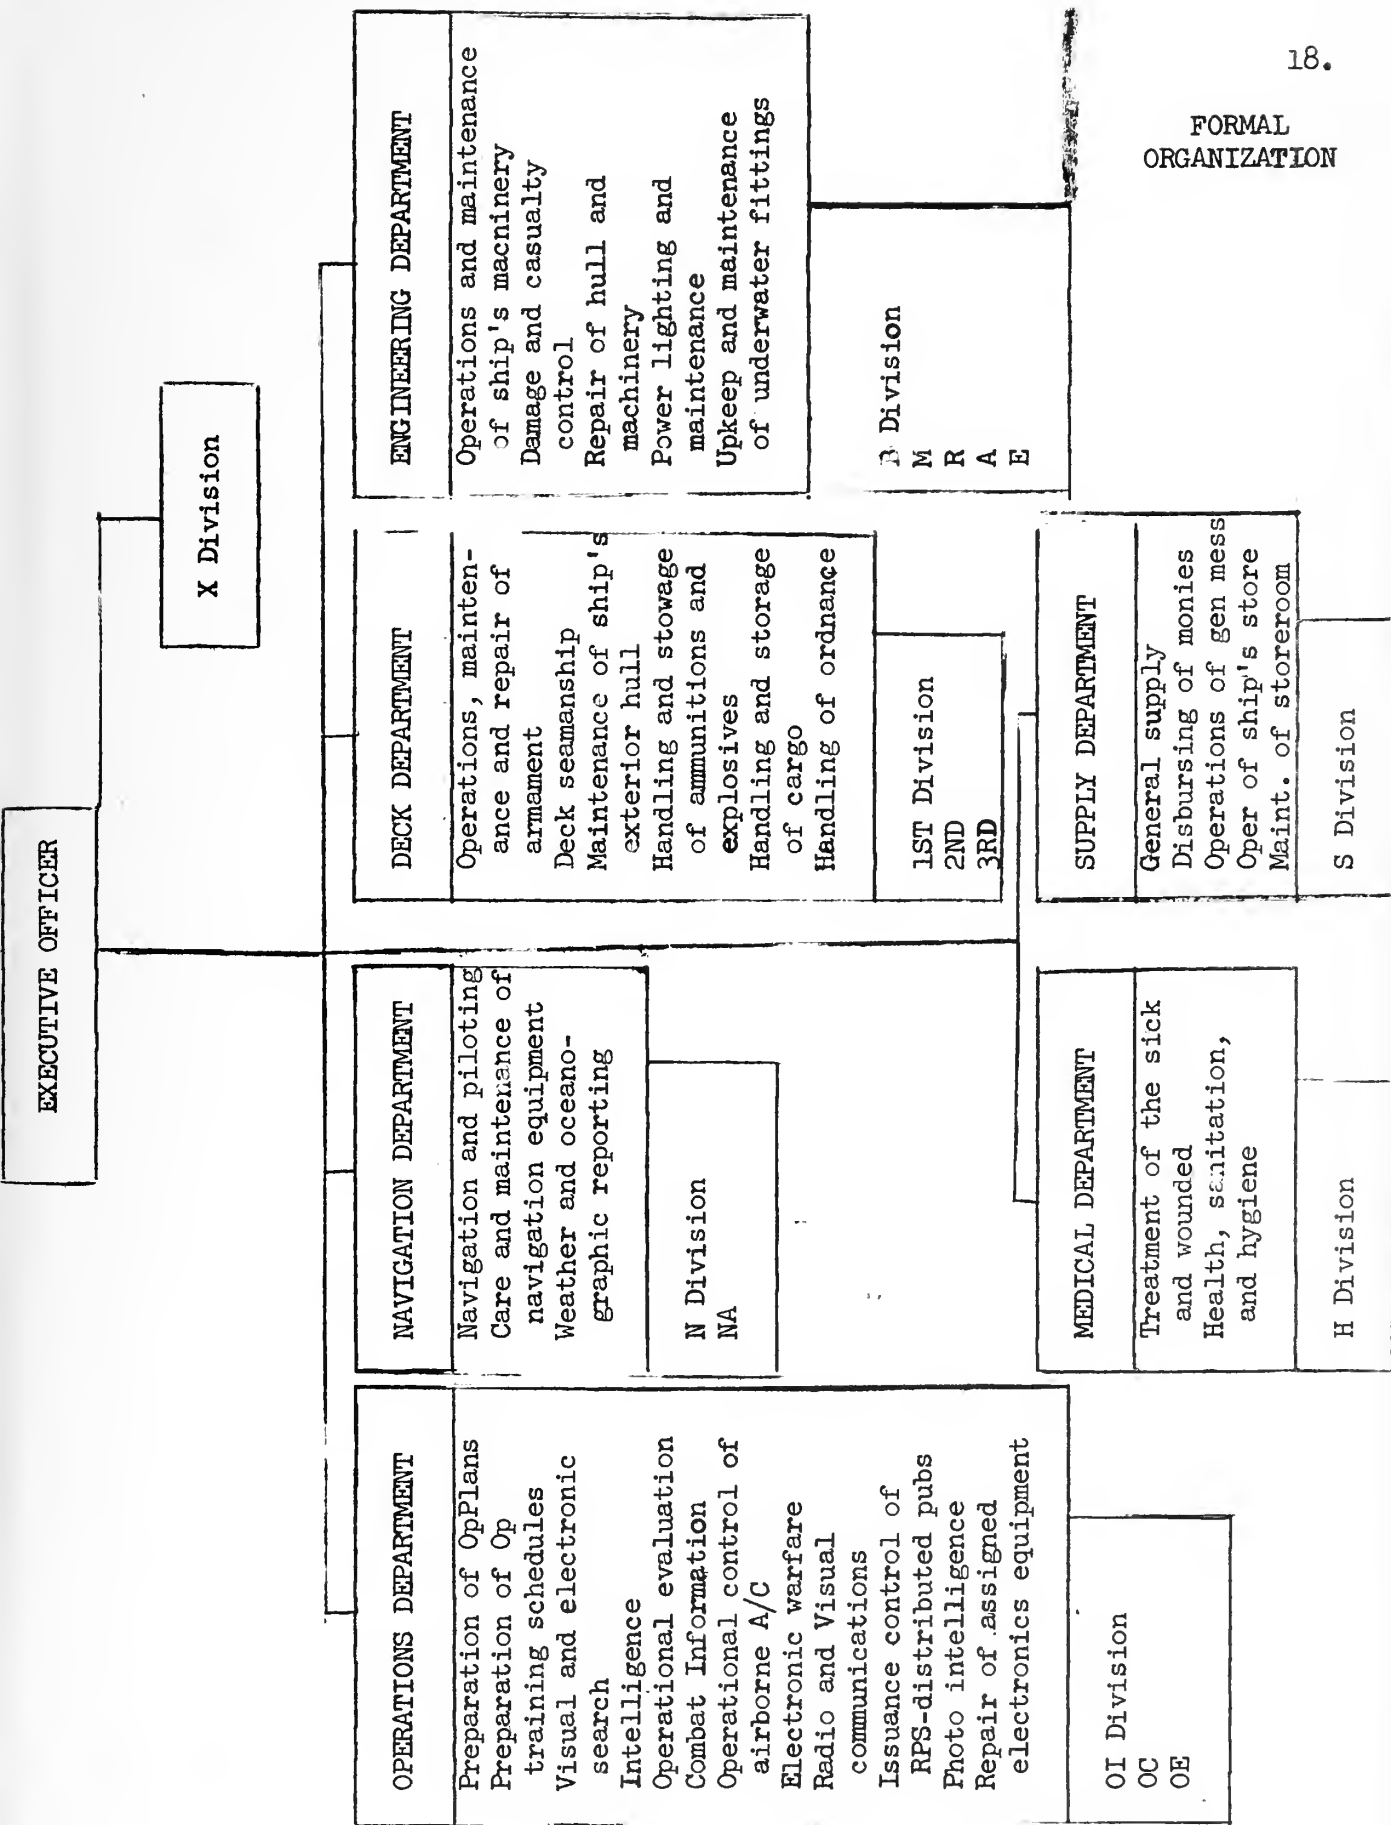 18.
FORMAL
ORGANIZATION
EXECUTIVE OFFICER
X Division
OPERATIONS DEPARTMENT
Preparation of OpPlans
Preparation of Op
training schedules
Visual and electronic
search
Intelligence
Operational evaluation
Combat Information
Operational control of
airborne A/C
Electronic warfare
Radio and Visual
communications
Issuance control of
RPS-distributed pubs
Photo intelligence
Repair of assigned
electronics equipment
OI Division
OC
OE
NAVIGATION DEPARTMENT
Navigation and piloting
Care and maintenance of
navigation equipment
Weather and oceano-
graphic reporting
N Division
NA
DECK DEPARTMENT
Operations, mainten-
ance and repair of
armament
Deck seamanship
Maintenance of ship's
exterior hull
Handling and stowage
of ammunitions and
explosives
Handling and storage
of cargo
Handling of ordnance
1ST Division
2ND
3RD
ENGINEERING DEPARTMENT
Operations and maintenance
of ship's macninery
Damage and casualty
control
Repair of hull and
machinery
Power lighting and
maintenance
Upkeep and maintenance
of underwater fittings
B Division
M
R
A
E
MEDICAL DEPARTMENT
Treatment of the sick
and wounded
Health, sanitation,
and hygiene
H Division
SUPPLY DEPARTMENT
General supply
Disbursing of monies
Operations of gen mess
Oper of ship's store
Maint. of storeroom
S Division